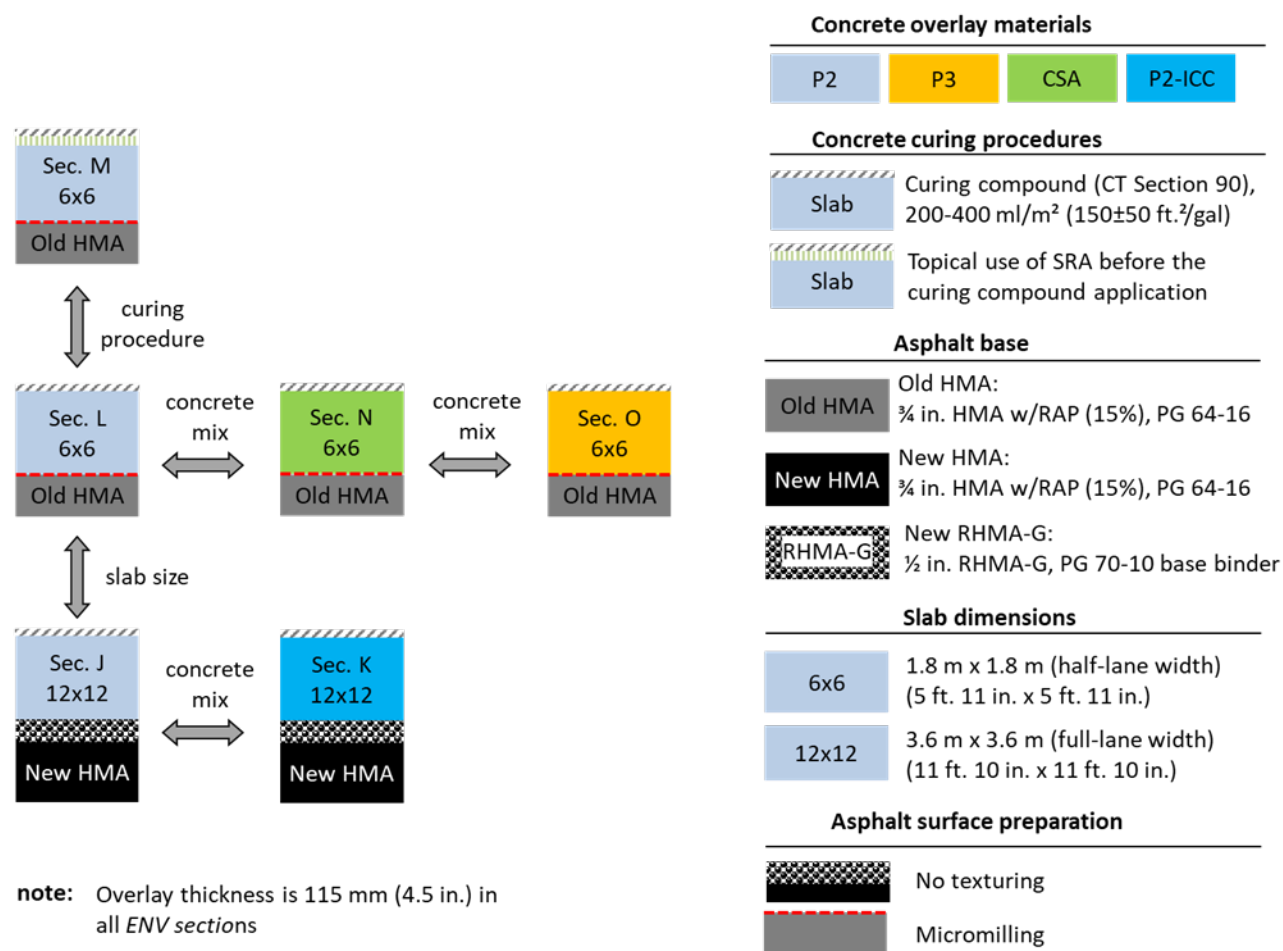 Sec. M
6x6
Old HMA
curing
procedure
Sec. L
6x6
Old HMA
concrete
mix
Sec. N
6x6
Old HMA
concrete
mix
Sec. O
6x6
Old HMA
slab size
Sec. J
12x12
New HMA
concrete
mix
Sec. K
12x12
New HMA
note: Overlay thickness is 115 mm (4.5 in.) in
all ENV sections
Concrete overlay materials
P2 P3 CSA P2-ICC
Concrete curing procedures
Slab
Curing compound (CT Section 90),
200-400 ml/m² (150±50 ft.²/gal)
Slab
Topical use of SRA before the
curing compound application
Asphalt base
Old HMA
Old HMA:
¾ in. HMA w/RAP (15%), PG 64-16
New HMA
New HMA:
¾ in. HMA w/RAP (15%), PG 64-16
RHMA-G
New RHMA-G:
½ in. RHMA-G, PG 70-10 base binder
Slab dimensions
6x6
1.8 m x 1.8 m (half-lane width)
(5 ft. 11 in. x 5 ft. 11 in.)
12x12
3.6 m x 3.6 m (full-lane width)
(11 ft. 10 in. x 11 ft. 10 in.)
Asphalt surface preparation
No texturing
Micromilling